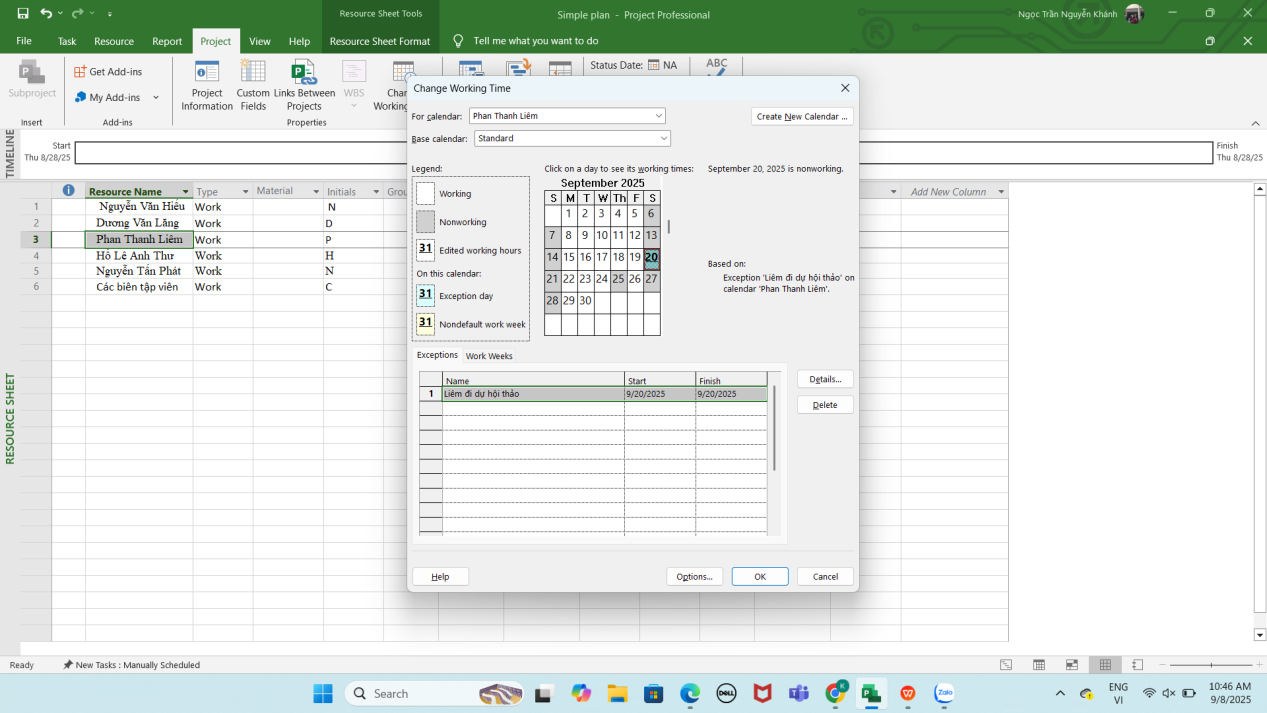 Resource Sheet Tools
Simple plan - Project Professional
Ngọc Trần Nguyên Khánh
File Task Resource Report Project View Help Resource Sheet Format Tell me what you want to do
Subproject
Get Add-ins
My Add-ins
Project Information
Custom Fields
Links Between Projects
WBS
Status Date: NA
ABC
Insert Add-ins Properties
TIMELINE
Start
Thu 8/28/25
Finish
Thu 8/28/25
RESOURCE SHEET
Resource Name Type Material Initials Add New Column
1 Nguyễn Văn Hiếu Work N
2 Dương Văn Lăng Work D
3 Phan Thanh Liêm Work P
4 Hồ Lê Anh Thư Work H
5 Nguyễn Tấn Phát Work N
6 Các biên tập viên Work C
Change Working Time
For calendar: Phan Thanh Liêm
Create New Calendar ...
Base calendar: Standard
Legend:
Working
Nonworking
31 Edited working hours
On this calendar:
31 Exception day
31 Nondefault work week
Click on a day to see its working times:
September 2025
S M T W Th F S
1 2 3 4 5 6
7 8 9 10 11 12 13
14 15 16 17 18 19 20
21 22 23 24 25 26 27
28 29 30
September 20, 2025 is nonworking.
Based on:
Exception 'Liêm đi dự hội thảo' on
calendar 'Phan Thanh Liêm'.
Exceptions Work Weeks
Name Start Finish
1 Liêm đi dự hội thảo 9/20/2025 9/20/2025
Details...
Delete
Help Options... OK Cancel
Ready New Tasks : Manually Scheduled
Search
DELL
Zalo
ENG
VI
10:46 AM
9/8/2025